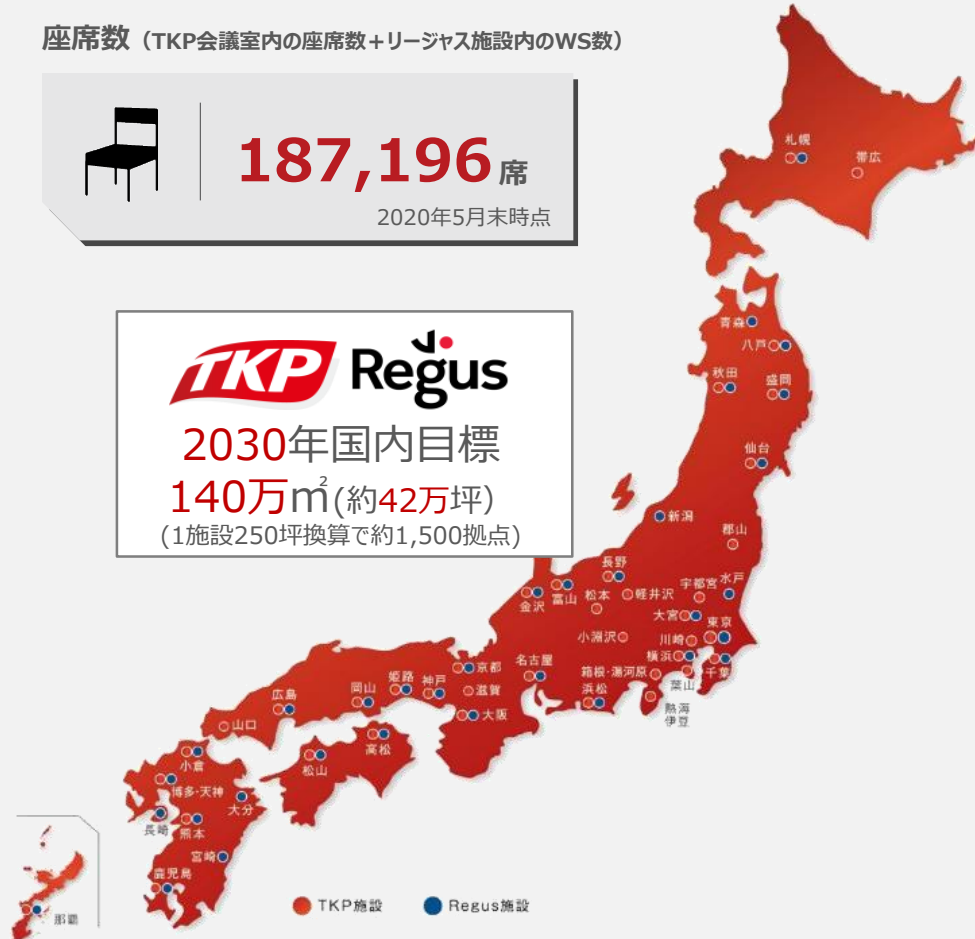 座席数（TKP会議室内の座席数+リージャス施設内のWS数）
187,196席
2020年5月末時点
TKP Regus
2030年国内目標
140万㎡(約42万坪)
(1施設250坪換算で約1,500拠点)
札幌
帯広
青森
八戸
秋田
盛岡
仙台
新潟
郡山
長野
金沢
富山
松本
軽井沢
宇都宮
水戸
大宮
東京
小淵沢
川崎
横浜
千葉
名古屋
箱根・湯河原
葉山
浜松
熱海
伊豆
京都
滋賀
大阪
姫路
神戸
岡山
広島
山口
高松
松山
小倉
博多・天神
大分
長崎
熊本
宮崎
鹿児島
那覇
TKP施設
Regus施設